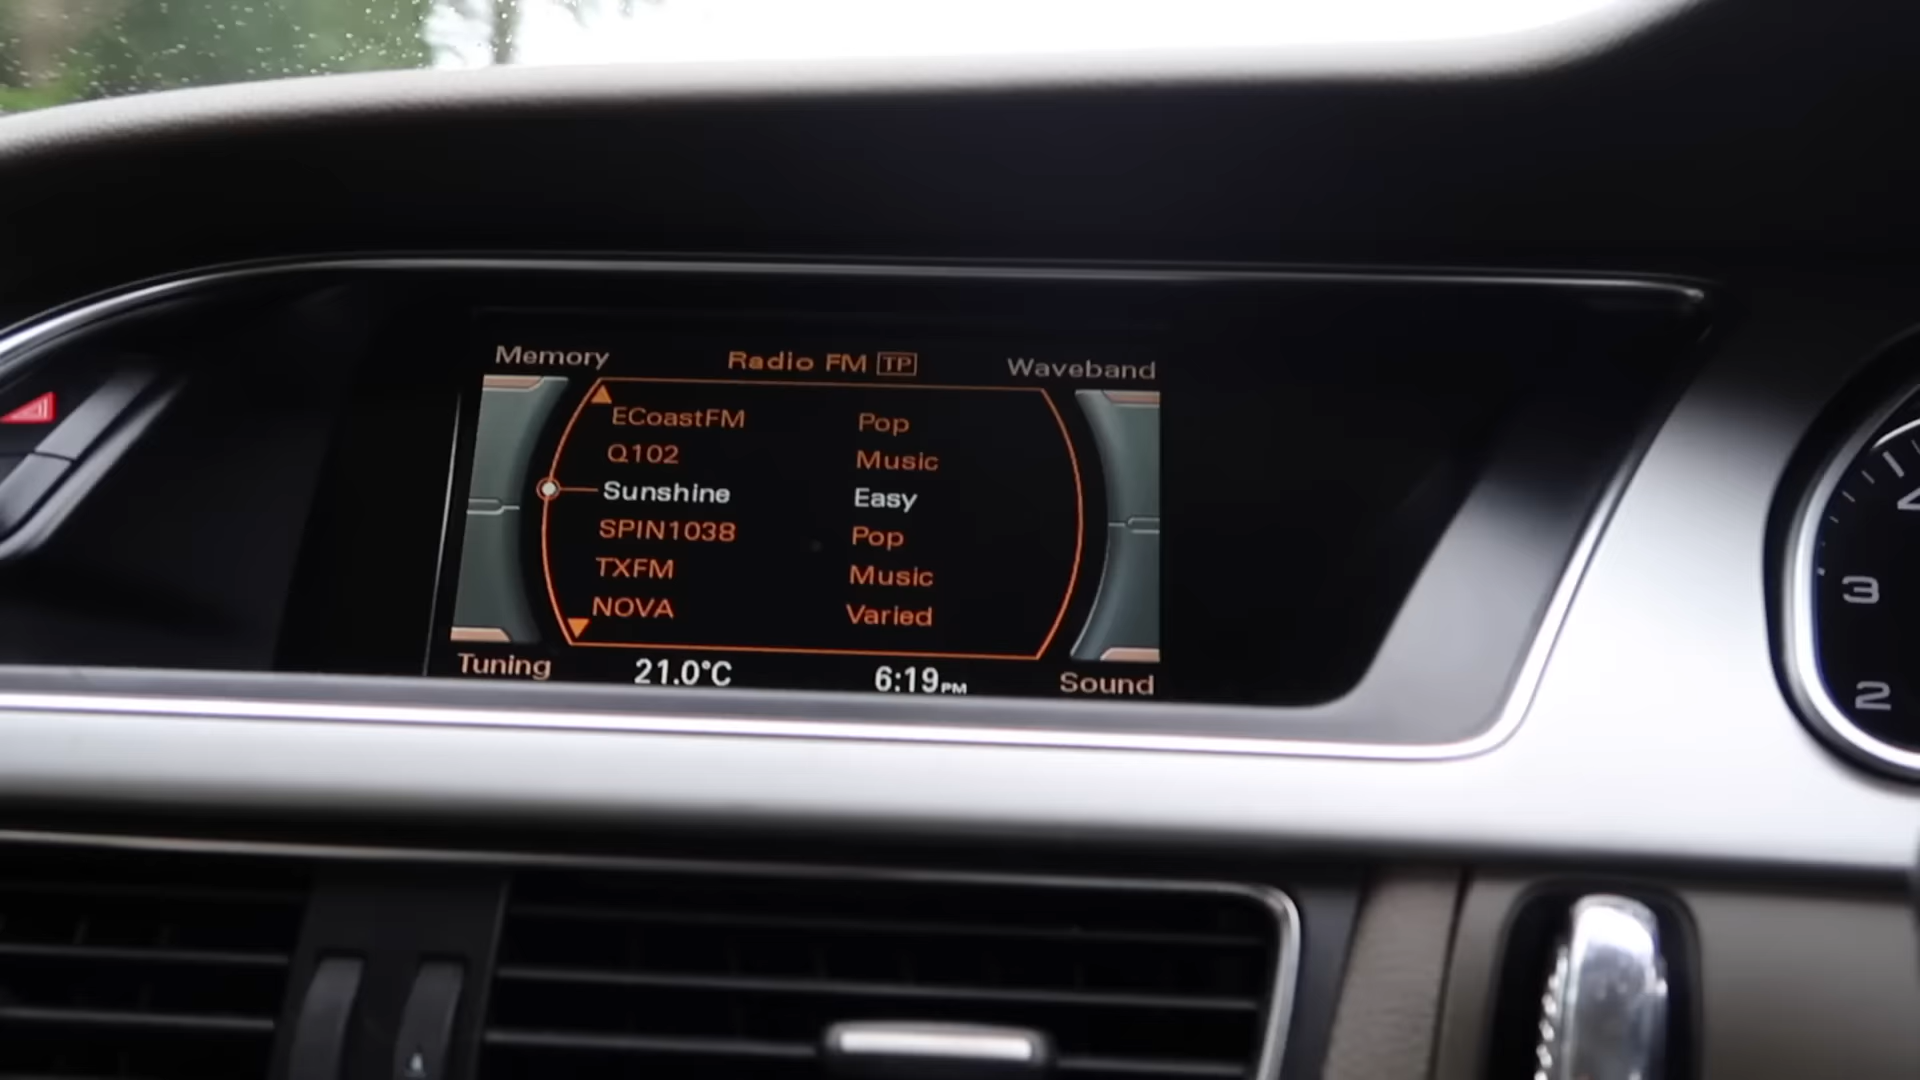 Memory Radio FM TP Waveband
ECoastFM Pop
Q102 Music
Sunshine Easy
SPIN1038 Pop
TXFM Music
NOVA Varied
Tuning 21.0°C 6:19PM Sound
3
2